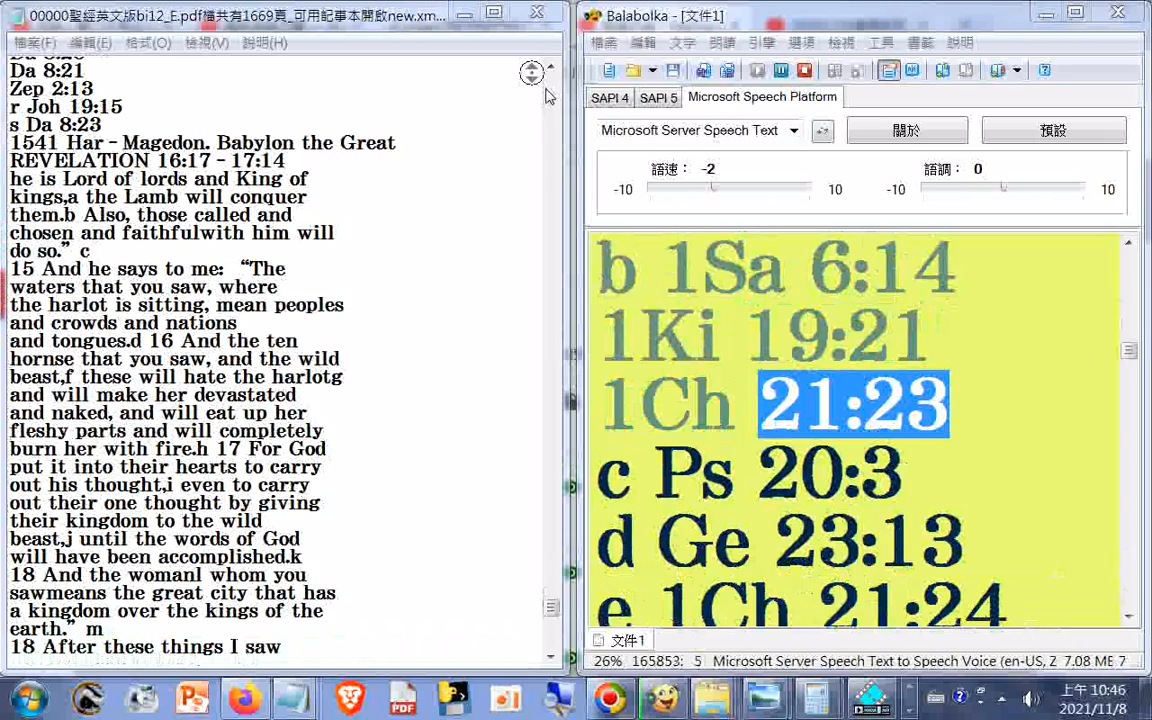 00000聖經英文版bi12_E.pdf檔共有1669頁_可用記事本開啟new.xm...
檔案(F) 編輯(E) 格式(O) 檢視(V) 說明(H)
Da 8:21
Zep 2:13
r Joh 19:15
s Da 8:23
1541 Har-Magedon. Babylon the Great
REVELATION 16:17 - 17:14
he is Lord of lords and King of
kings,a the Lamb will conquer
them.b Also, those called and
chosen and faithfulwith him will
do so.” c
15 And he says to me: “The
waters that you saw, where
the harlot is sitting, mean peoples
and crowds and nations
and tongues.d 16 And the ten
hornse that you saw, and the wild
beast,f these will hate the harlotg
and will make her devastated
and naked, and will eat up her
fleshy parts and will completely
burn her with fire.h 17 For God
put it into their hearts to carry
out his thought,i even to carry
out their one thought by giving
their kingdom to the wild
beast,j until the words of God
will have been accomplished.k
18 And the womanl whom you
sawmeans the great city that has
a kingdom over the kings of the
earth.” m
18 After these things I saw
Balabolka - [文件1]
檔案 編輯 文字 朗讀 引擎 選項 檢視 工具 書籤 說明
SAPI 4 SAPI 5 Microsoft Speech Platform
Microsoft Server Speech Text 關於 預設
語速： -2 語調： 0
-10 10 -10 10
b 1Sa 6:14
1Ki 19:21
1Ch 21:23
c Ps 20:3
d Ge 23:13
e 1Ch 21:24
文件1
26% 165853: 5 Microsoft Server Speech Text to Speech Voice (en-US, Z 7.08 ME 7
上午 10:46
2021/11/8